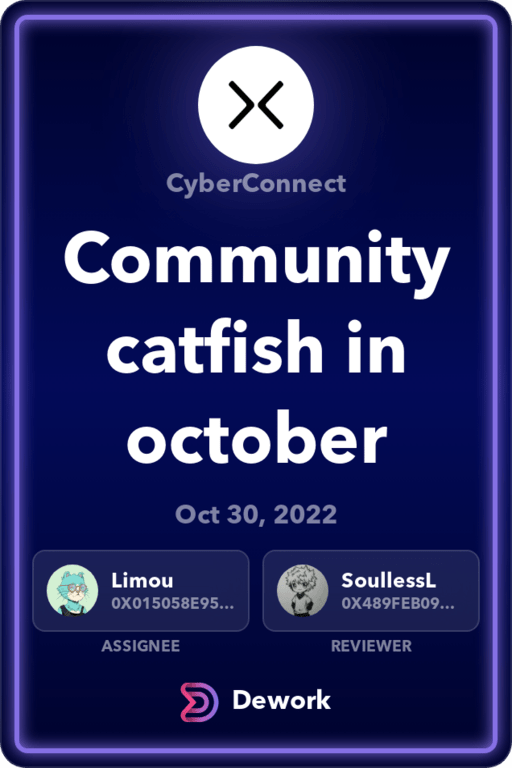 CyberConnect
Community
catfish in
october
Oct 30, 2022
Limou
0X015058E95...
ASSIGNEE
SoullessL
0X489FEB09...
REVIEWER
Dework